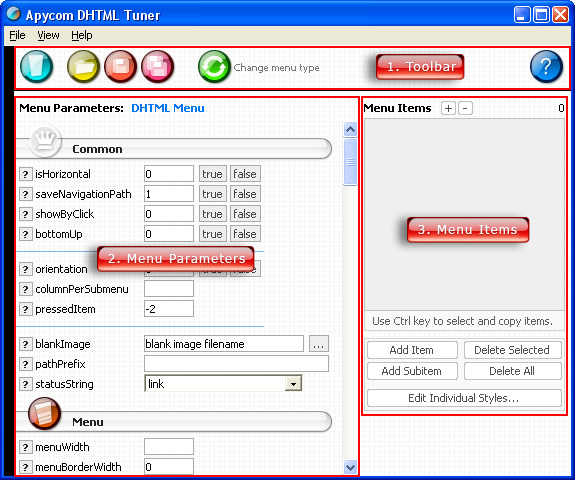 Apycom DHTML Tuner
File View Help
Change menu type
1. Toolbar
?
Menu Parameters: DHTML Menu
Common
? isHorizontal 0 true false
? saveNavigationPath 1 true false
? showByClick 0 true false
? bottomUp 0 true false
2. Menu Parameters
? orientation true false
? columnPerSubmenu
? pressedItem -2
? blankImage blank image filename ...
? pathPrefix
? statusString link
Menu
? menuWidth
? menuBorderWidth 0
Menu Items + - 0
3. Menu Items
Use Ctrl key to select and copy items.
Add Item Delete Selected
Add Subitem Delete All
Edit Individual Styles...